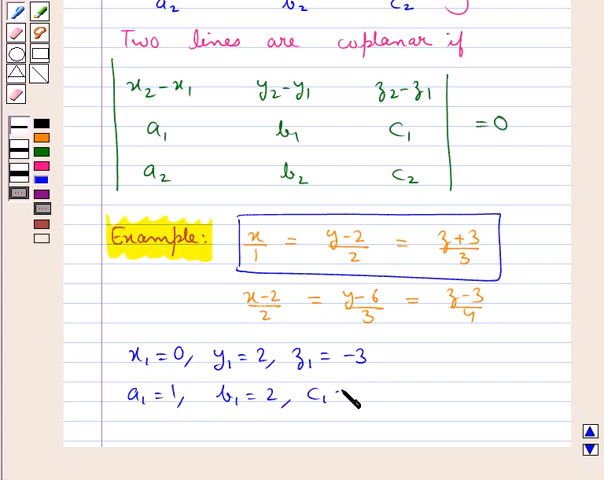 a₂ b₂ c₂
Two lines are coplanar if
| x₂-x₁ y₂-y₁ z₂-z₁ |
| a₁ b₁ c₁ | = 0
| a₂ b₂ c₂ |
Example: x/1 = y-2/2 = z+3/3
x-2/2 = y-6/3 = z-3/4
x₁ = 0, y₁ = 2, z₁ = -3
a₁ = 1, b₁ = 2, c₁